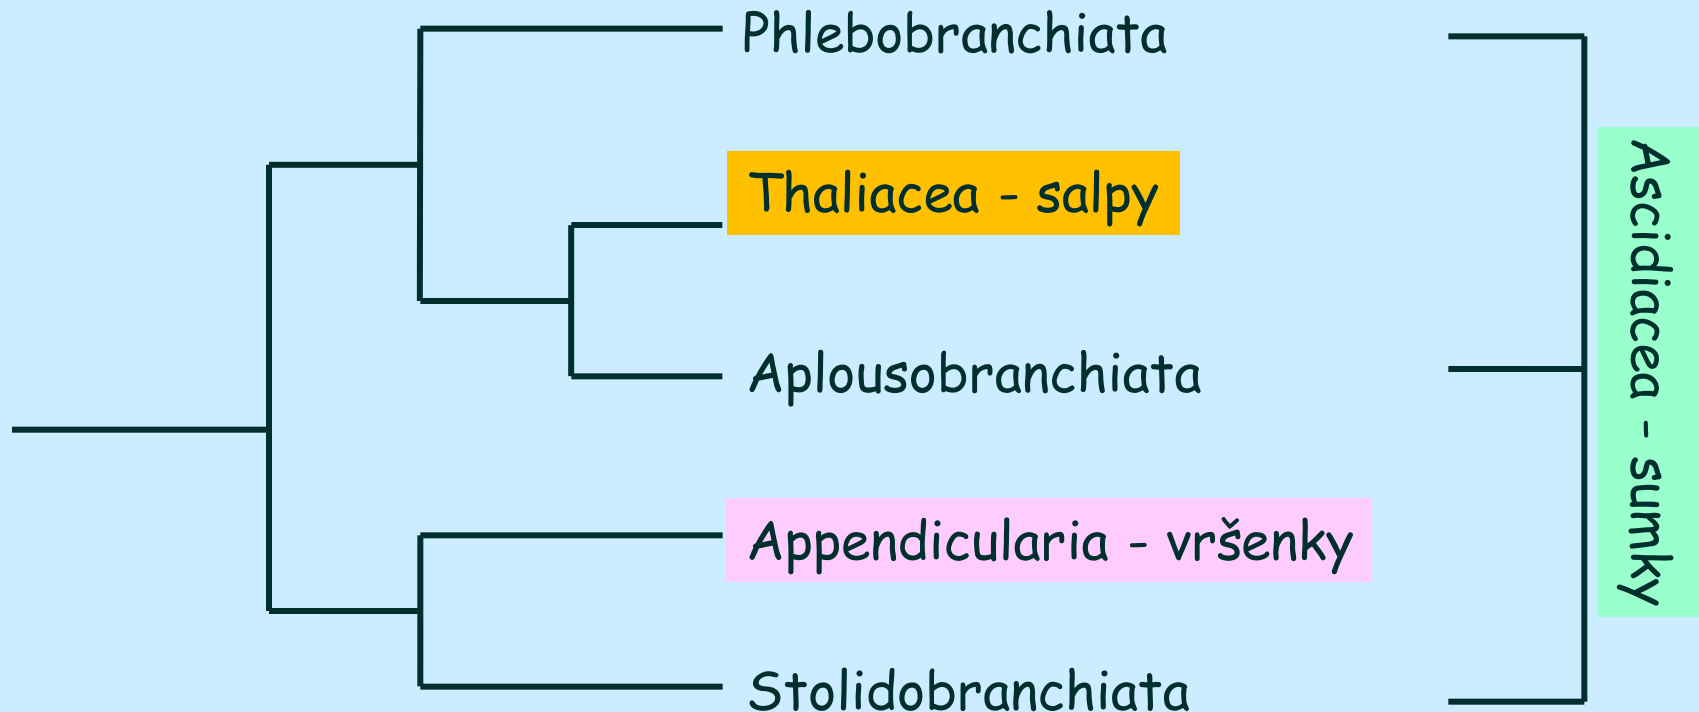 Phlebobranchiata
Thaliacea - salpy
Aplousobranchiata
Appendicularia - vršenky
Stolidobranchiata
Ascidiacea - sumky